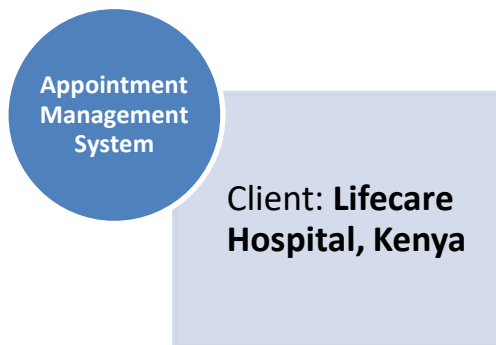 Appointment
Management
System
Client: Lifecare
Hospital, Kenya